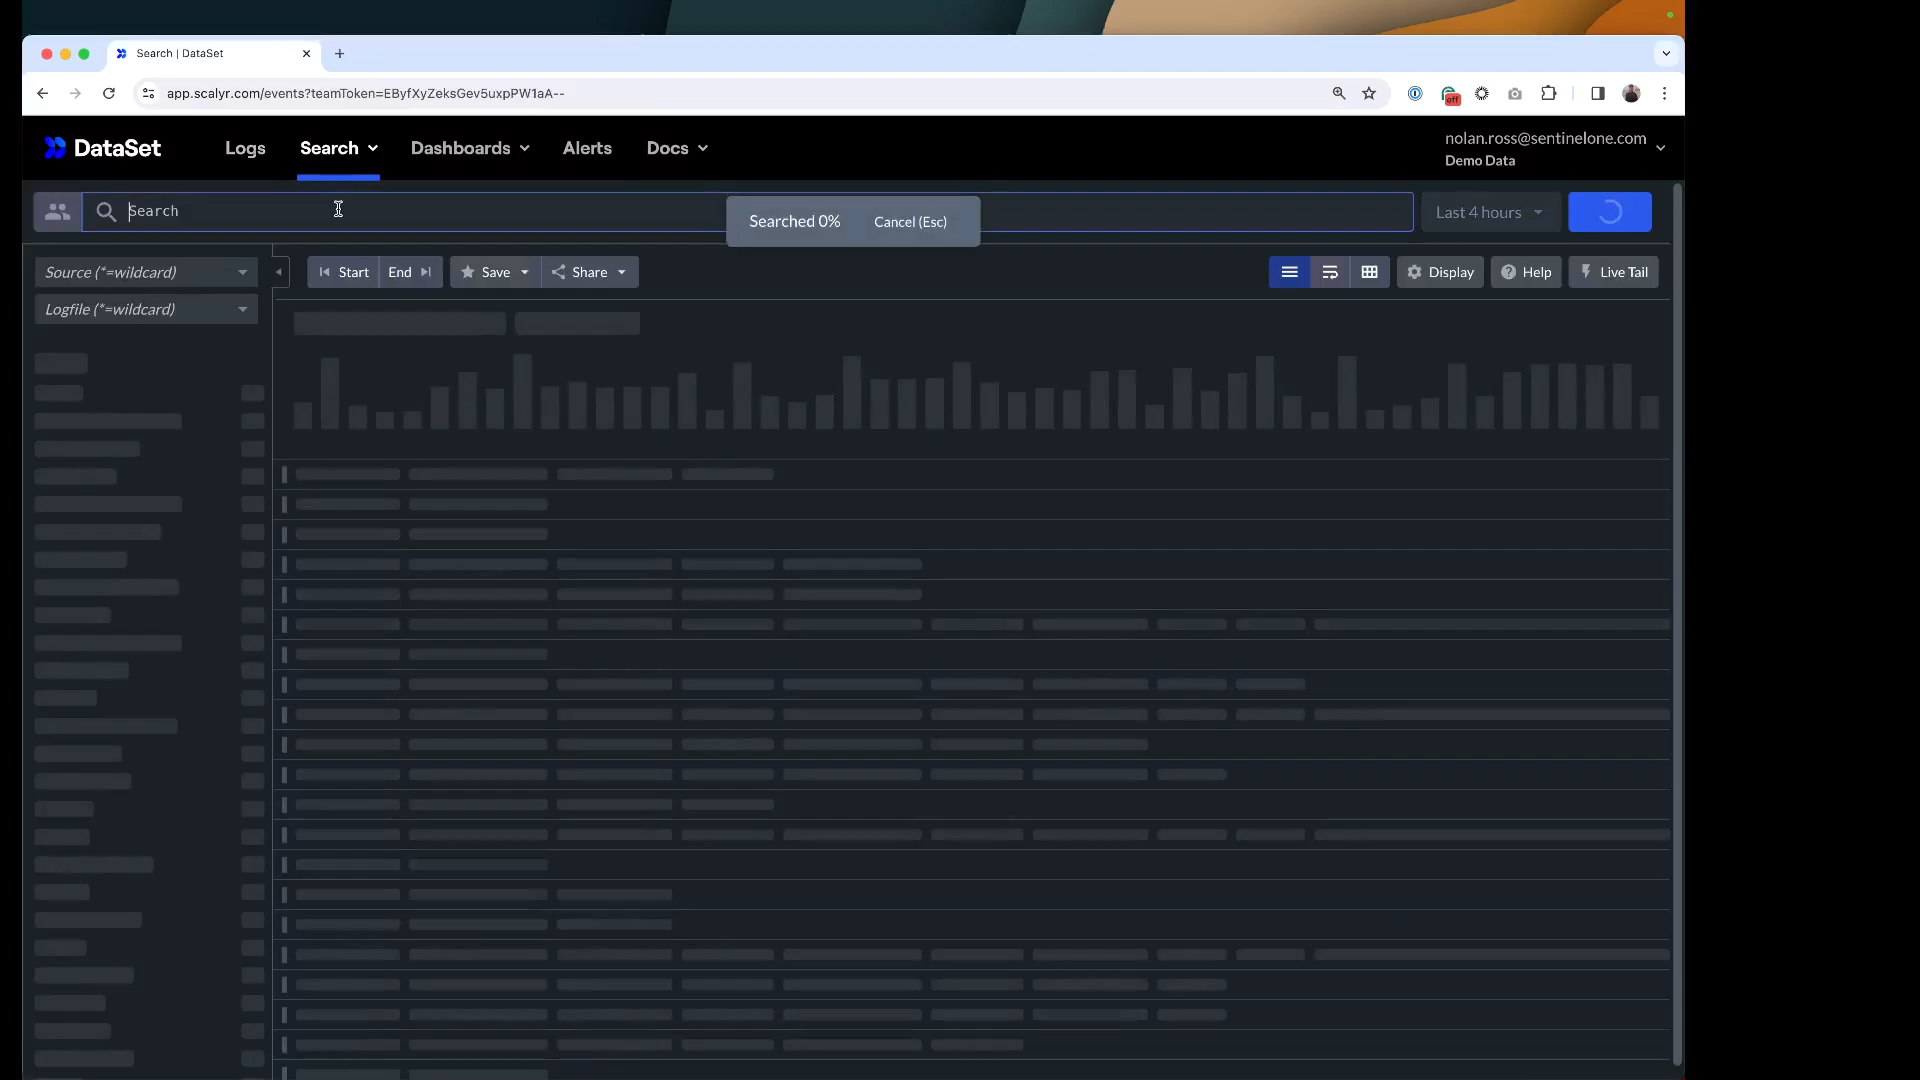 Search | DataSet
app.scalyr.com/events?teamToken=EByfXyZeksGev5uxpPW1aA--
off
DataSet
Logs
Search
Dashboards
Alerts
Docs
nolan.ross@sentinelone.com
Demo Data
Search
Searched 0%
Cancel (Esc)
Last 4 hours
Source (*=wildcard)
Start
End
Save
Share
Display
Help
Live Tail
Logfile (*=wildcard)